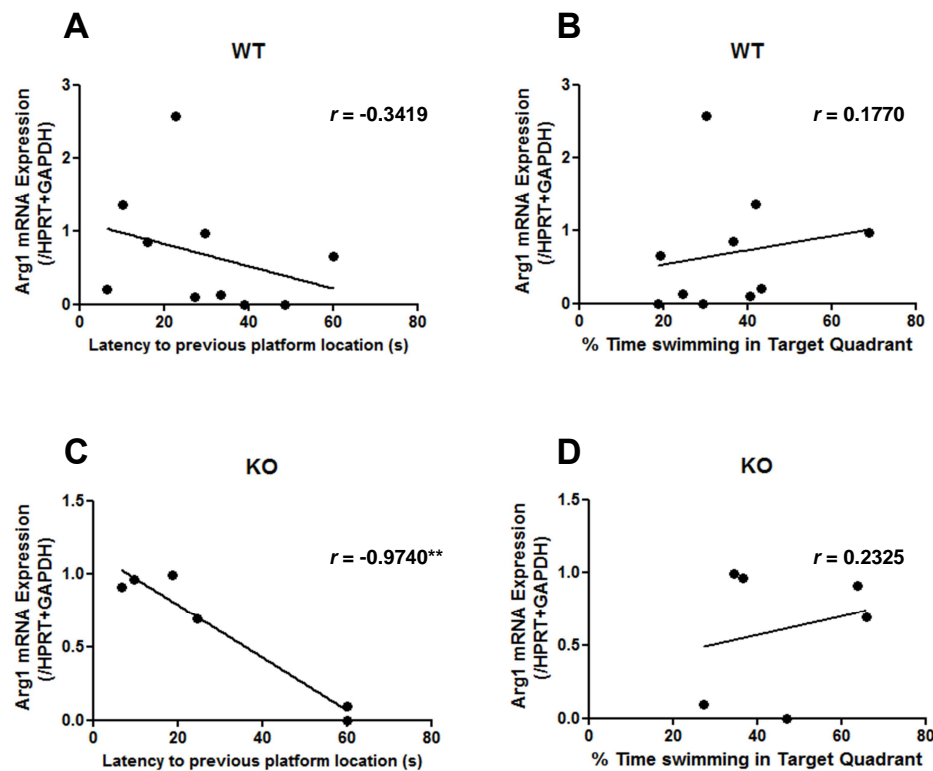 A
WT
Arg1 mRNA Expression
(/HPRT+GAPDH)
3
2
1
0
r = -0.3419
0 20 40 60 80
Latency to previous platform location (s)
B
WT
Arg1 mRNA Expression
(/HPRT+GAPDH)
3
2
1
0
r = 0.1770
0 20 40 60 80
% Time swimming in Target Quadrant
C
KO
Arg1 mRNA Expression
(/HPRT+GAPDH)
1.5
1.0
0.5
0.0
r = -0.9740**
0 20 40 60 80
Latency to previous platform location (s)
D
KO
Arg1 mRNA Expression
(/HPRT+GAPDH)
1.5
1.0
0.5
0.0
r = 0.2325
0 20 40 60 80
% Time swimming in Target Quadrant